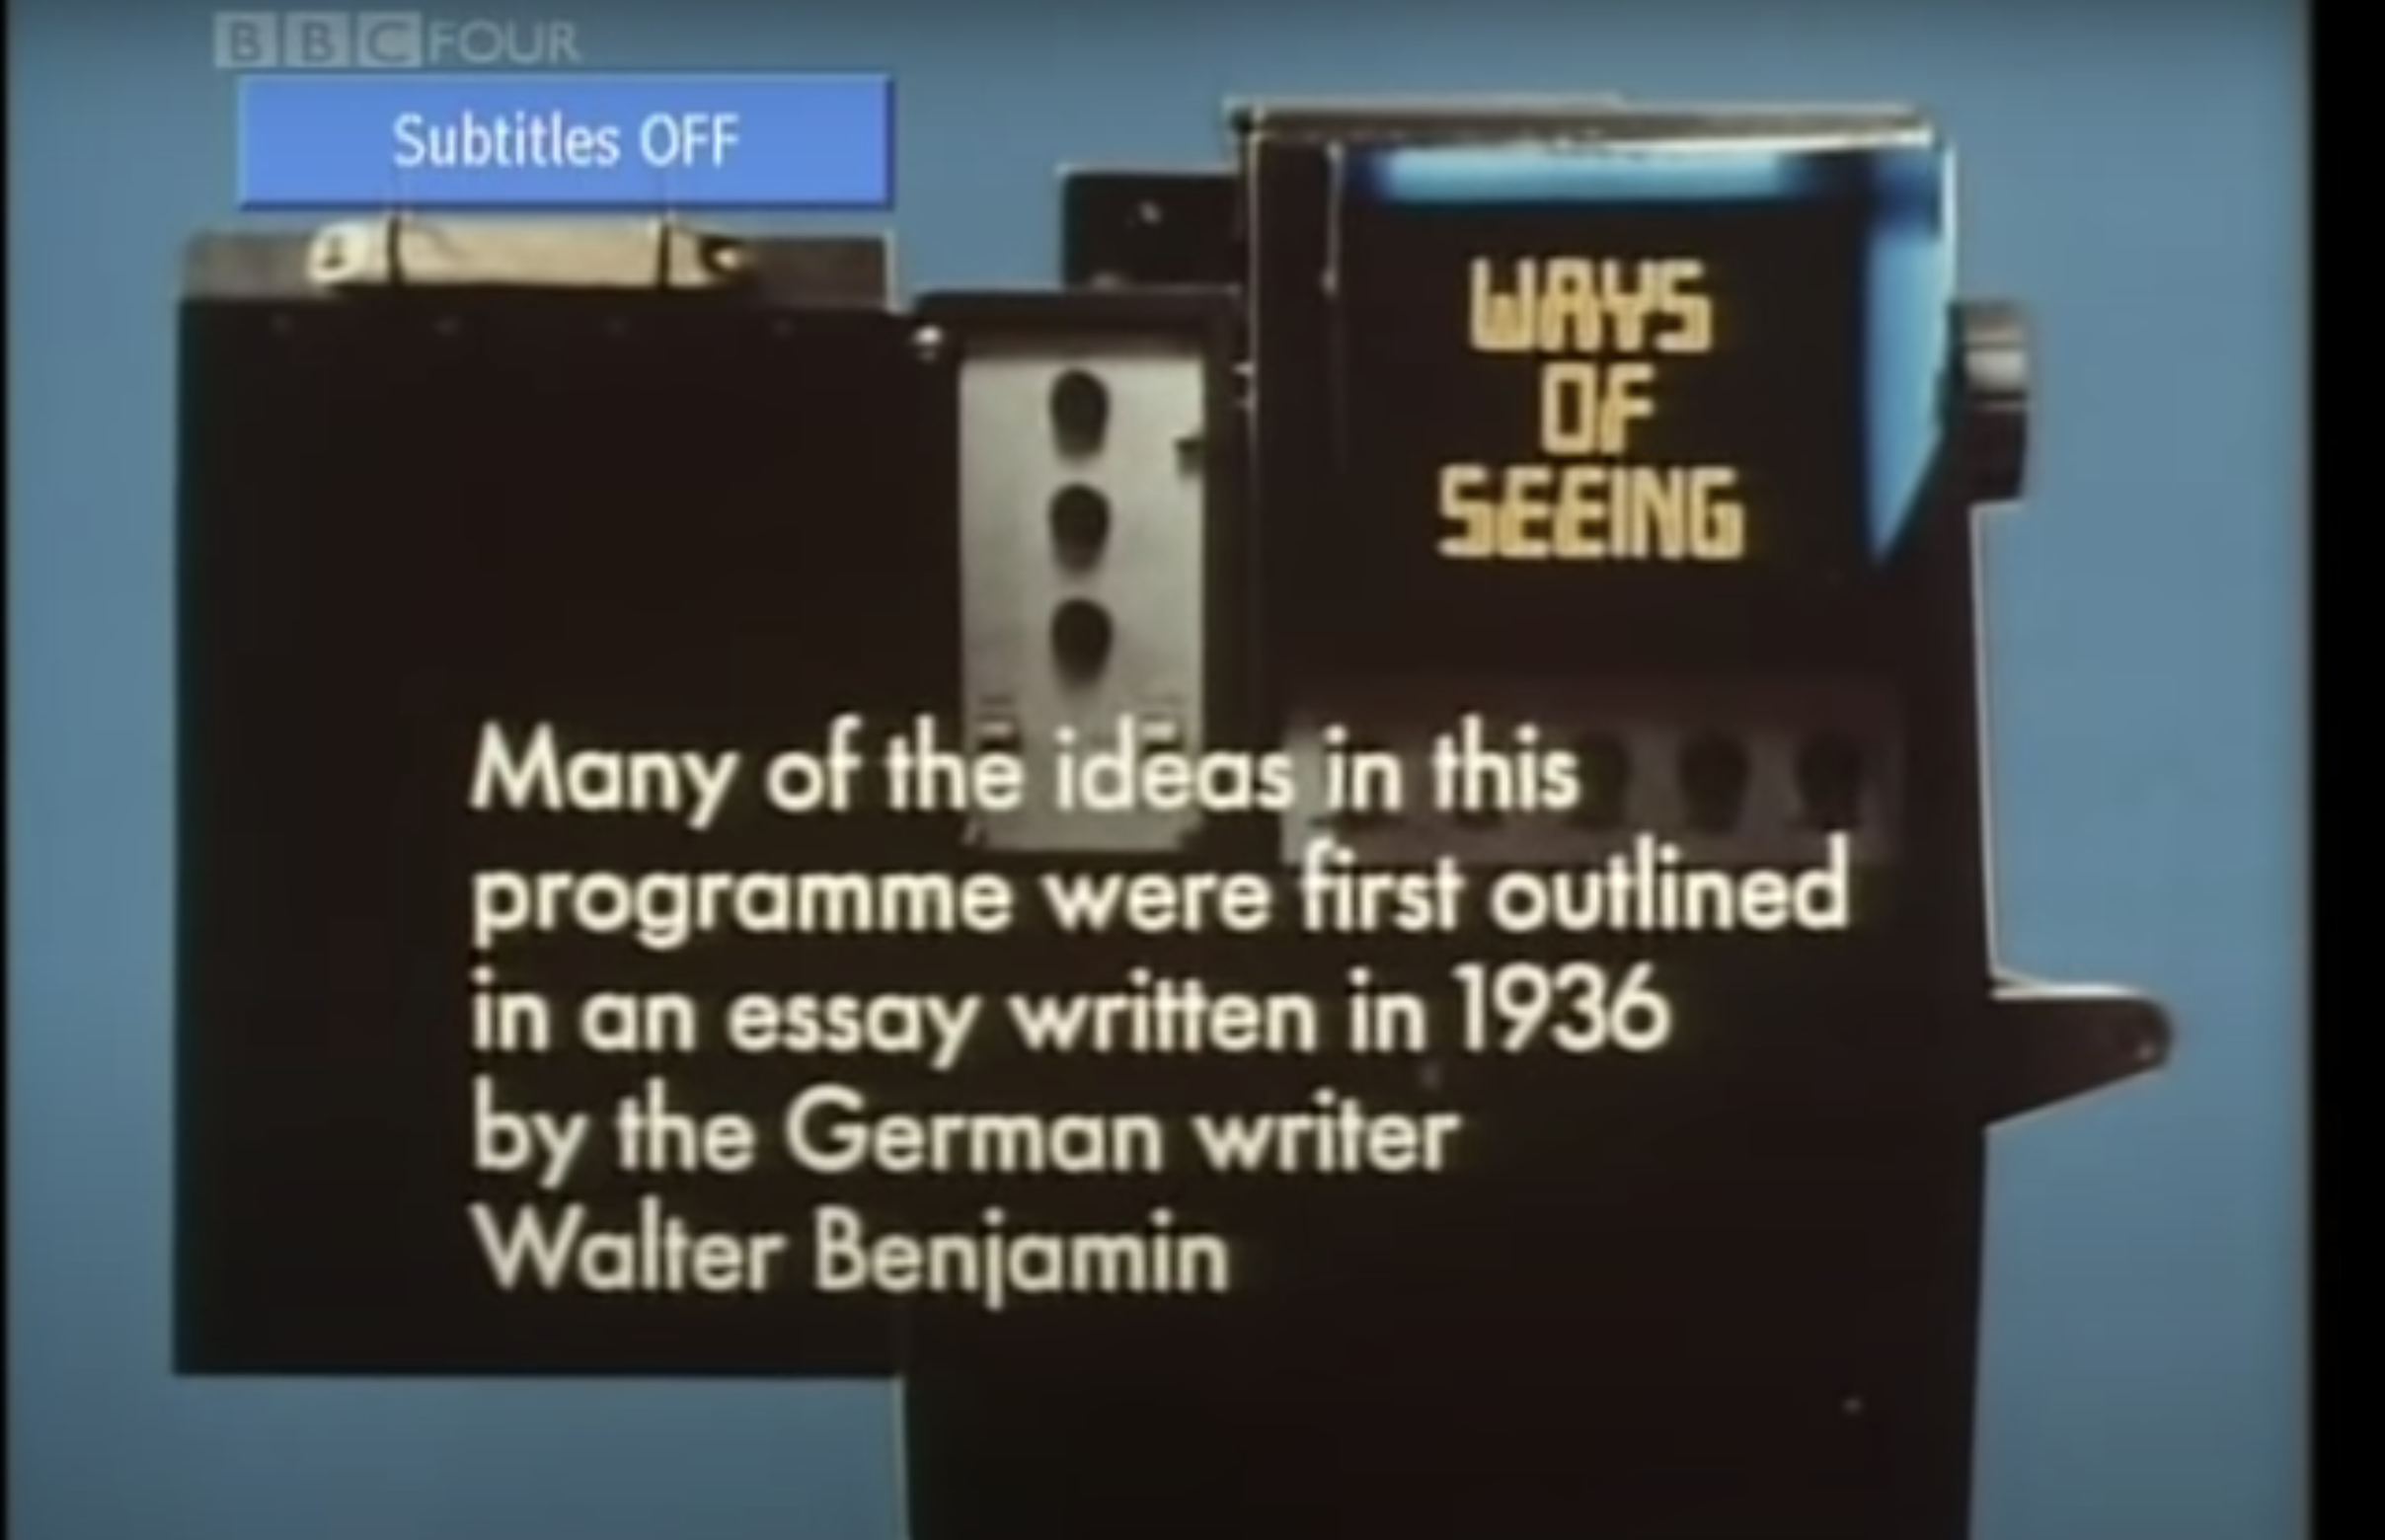 BBC FOUR
Subtitles OFF
WAYS
OF
SEEING
Many of the ideas in this
programme were first outlined
in an essay written in 1936
by the German writer
Walter Benjamin